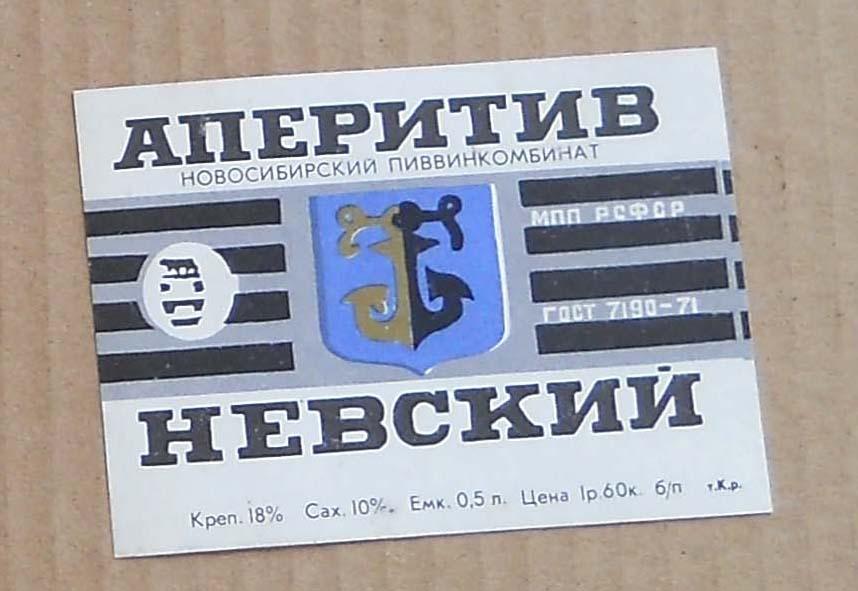 АПЕРИТИВ
НОВОСИБИРСКИЙ ПИВВИНКОМБИНАТ
МПП РСФСР
ГОСТ 7190-71
НЕВСКИЙ
Креп. 18% Сах. 10%. Емк. 0,5 л. Цена 1р.60к. б/п т.К.р.